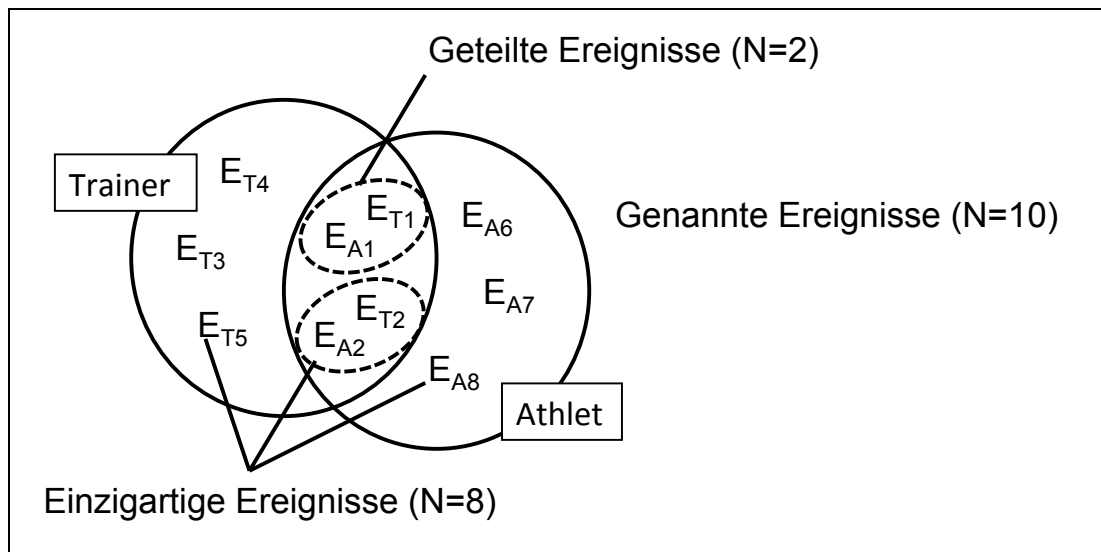 Geteilte Ereignisse (N=2)
Trainer
E_T4
E_T1
E_A1
E_A6
Genannte Ereignisse (N=10)
E_T3
E_A7
E_T2
E_A2
E_T5
E_A8
Athlet
Einzigartige Ereignisse (N=8)